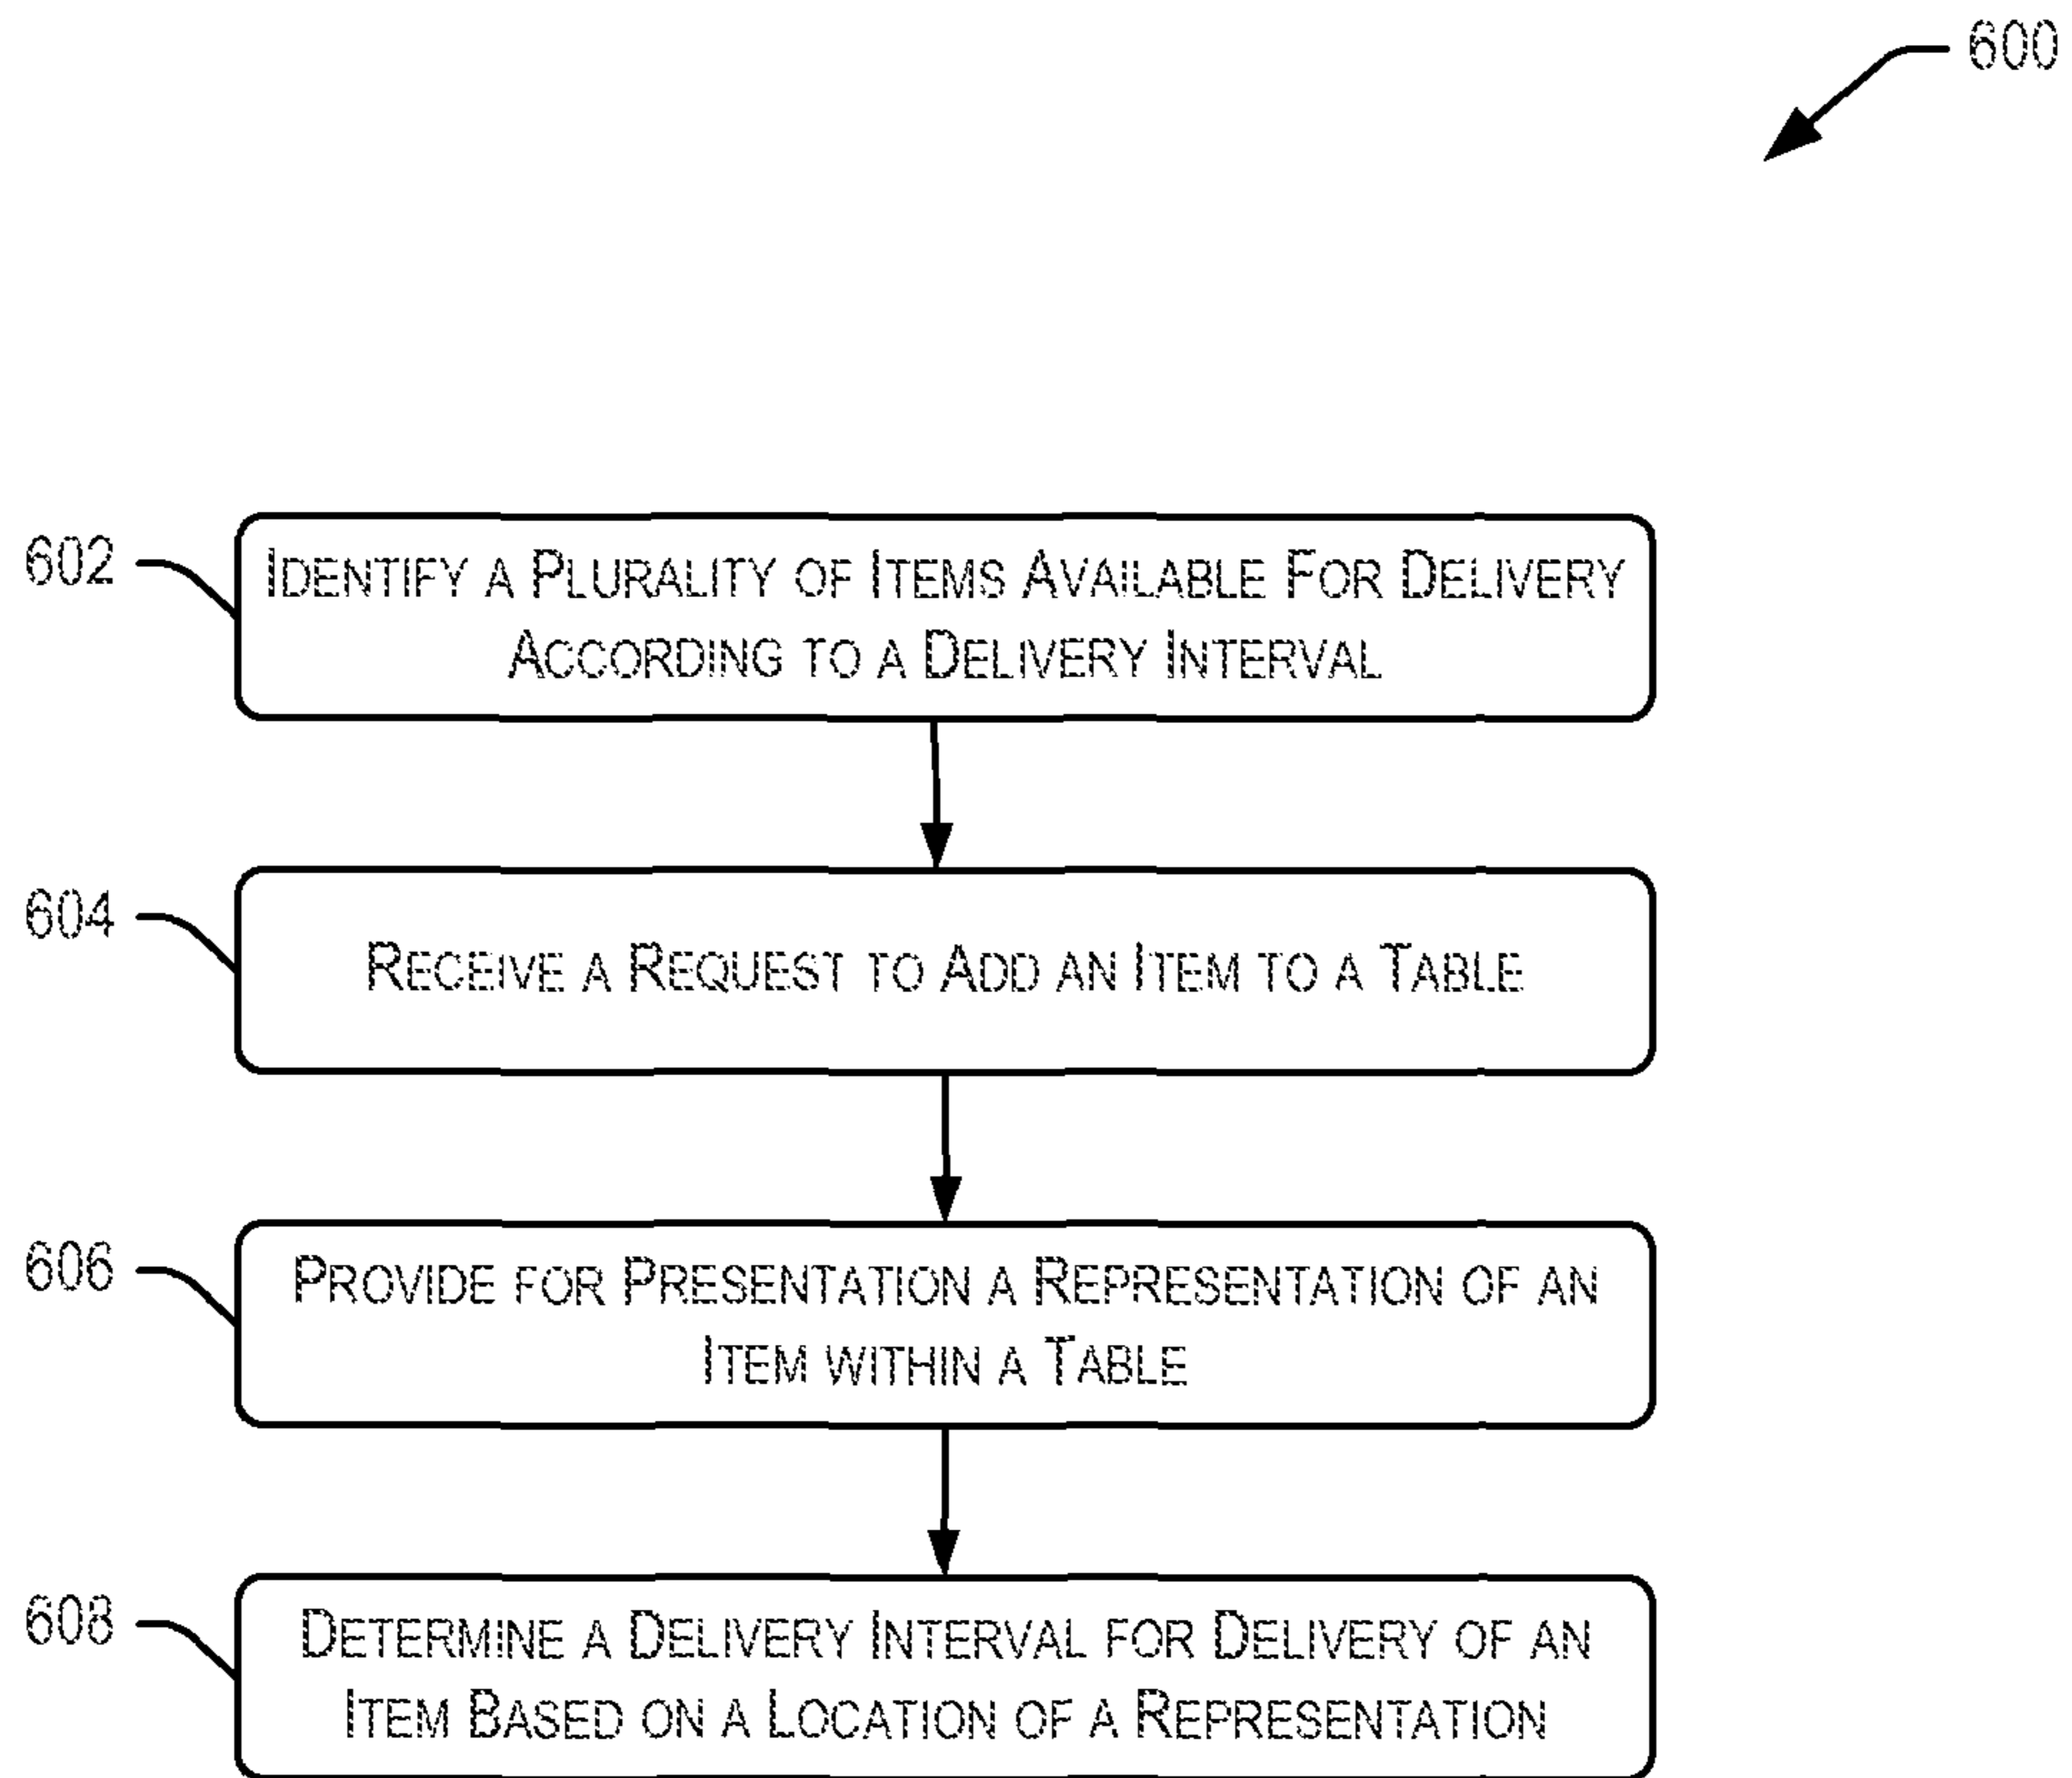 600
602
IDENTIFY A PLURALITY OF ITEMS AVAILABLE FOR DELIVERY
ACCORDING TO A DELIVERY INTERVAL
604
RECEIVE A REQUEST TO ADD AN ITEM TO A TABLE
606
PROVIDE FOR PRESENTATION A REPRESENTATION OF AN
ITEM WITHIN A TABLE
608
DETERMINE A DELIVERY INTERVAL FOR DELIVERY OF AN
ITEM BASED ON A LOCATION OF A REPRESENTATION